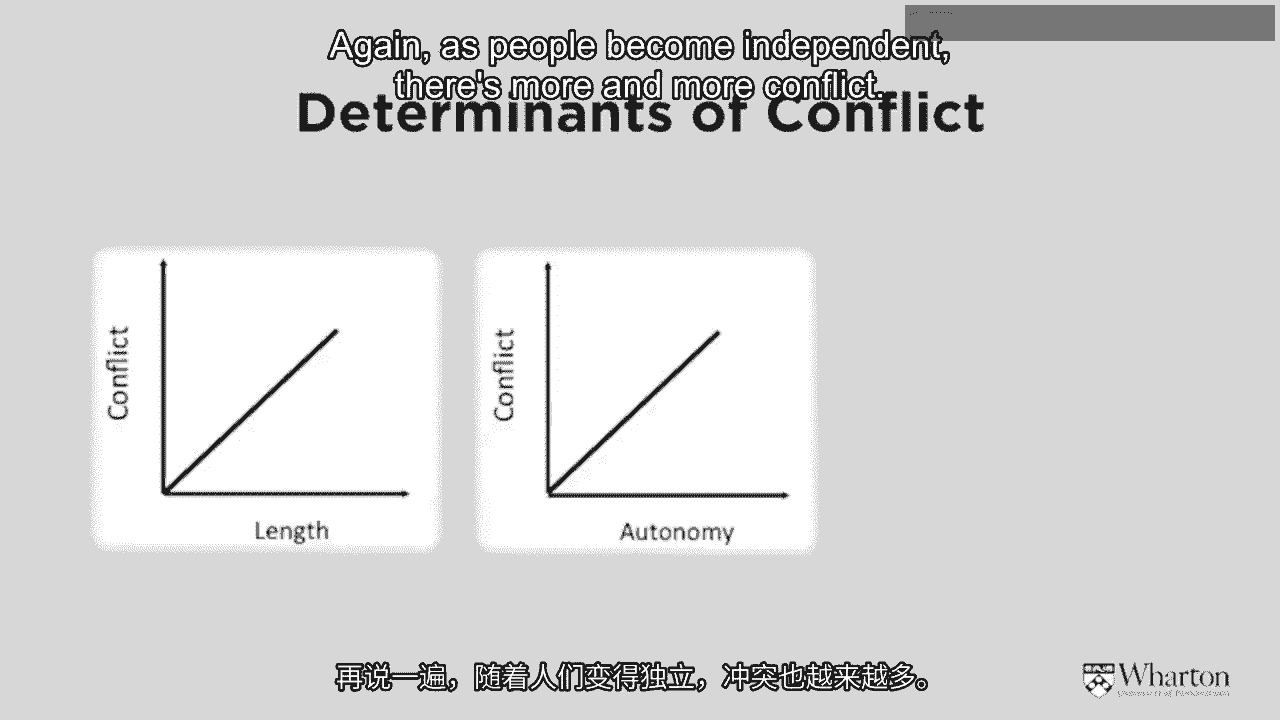 Again, as people become independent,
there's more and more conflict.
Determinants of Conflict
Conflict
Length
Conflict
Autonomy
再说一遍，随着人们变得独立，冲突也越来越多。
Wharton